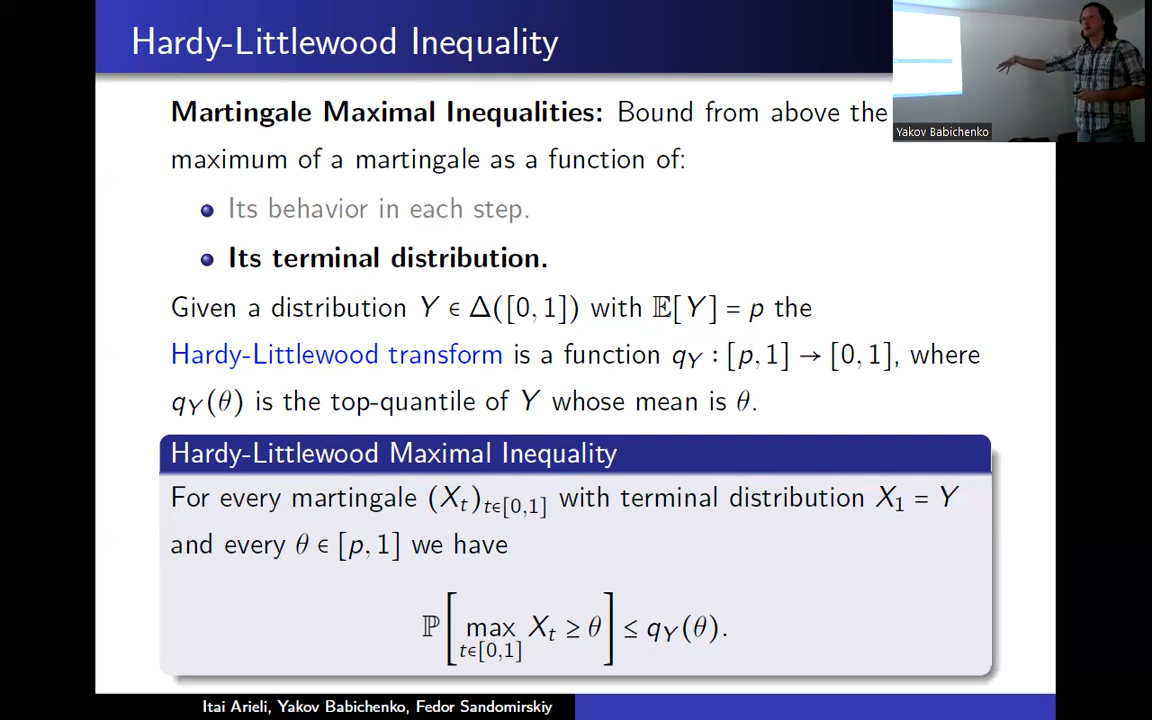 Hardy-Littlewood Inequality
Martingale Maximal Inequalities: Bound from above the
maximum of a martingale as a function of:
Its behavior in each step.
Its terminal distribution.
Given a distribution Y ∈ Δ([0, 1]) with 𝔼[Y] = p the
Hardy-Littlewood transform is a function q_Y : [p, 1] → [0, 1], where
q_Y(θ) is the top-quantile of Y whose mean is θ.
Hardy-Littlewood Maximal Inequality
For every martingale (X_t)_{t∈[0,1]} with terminal distribution X_1 = Y
and every θ ∈ [p, 1] we have
ℙ[max_{t∈[0,1]} X_t ≥ θ] ≤ q_Y(θ).
Itai Arieli, Yakov Babichenko, Fedor Sandomirskiy
Yakov Babichenko